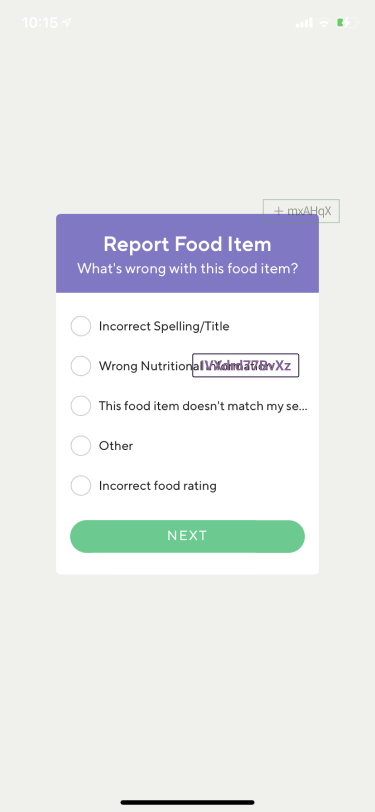 10:15
+ mxAHqX
Report Food Item
What's wrong with this food item?
Incorrect Spelling/Title
Wrong Nutritional Information
This food item doesn't match my se...
Other
Incorrect food rating
NEXT